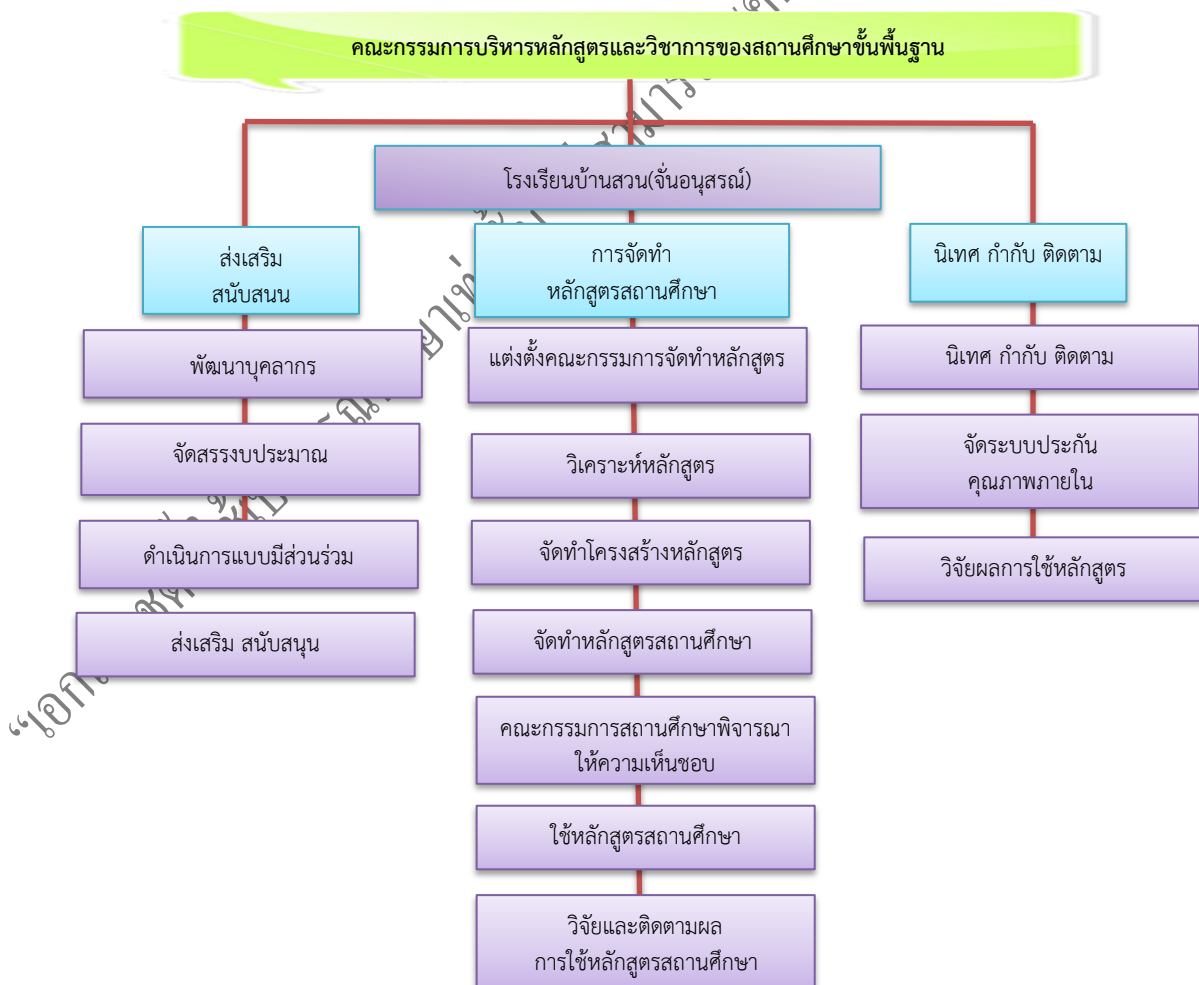 คณะกรรมการบริหารหลักสูตรและวิชาการของสถานศึกษาขั้นพื้นฐาน
โรงเรียนบ้านสวน(จั่นอนุสรณ์)
ส่งเสริม
สนับสนน
พัฒนาบุคลากร
จัดสรรงบประมาณ
ดำเนินการแบบมีส่วนร่วม
ส่งเสริม สนับสนุน
การจัดทำ
หลักสูตรสถานศึกษา
แต่งตั้งคณะกรรมการจัดทำหลักสูตร
วิเคราะห์หลักสูตร
จัดทำโครงสร้างหลักสูตร
จัดทำหลักสูตรสถานศึกษา
คณะกรรมการสถานศึกษาพิจารณา
ให้ความเห็นชอบ
ใช้หลักสูตรสถานศึกษา
วิจัยและติดตามผล
การใช้หลักสูตรสถานศึกษา
นิเทศ กำกับ ติดตาม
นิเทศ กำกับ ติดตาม
จัดระบบประกัน
คุณภาพภายใน
วิจัยผลการใช้หลักสูตร